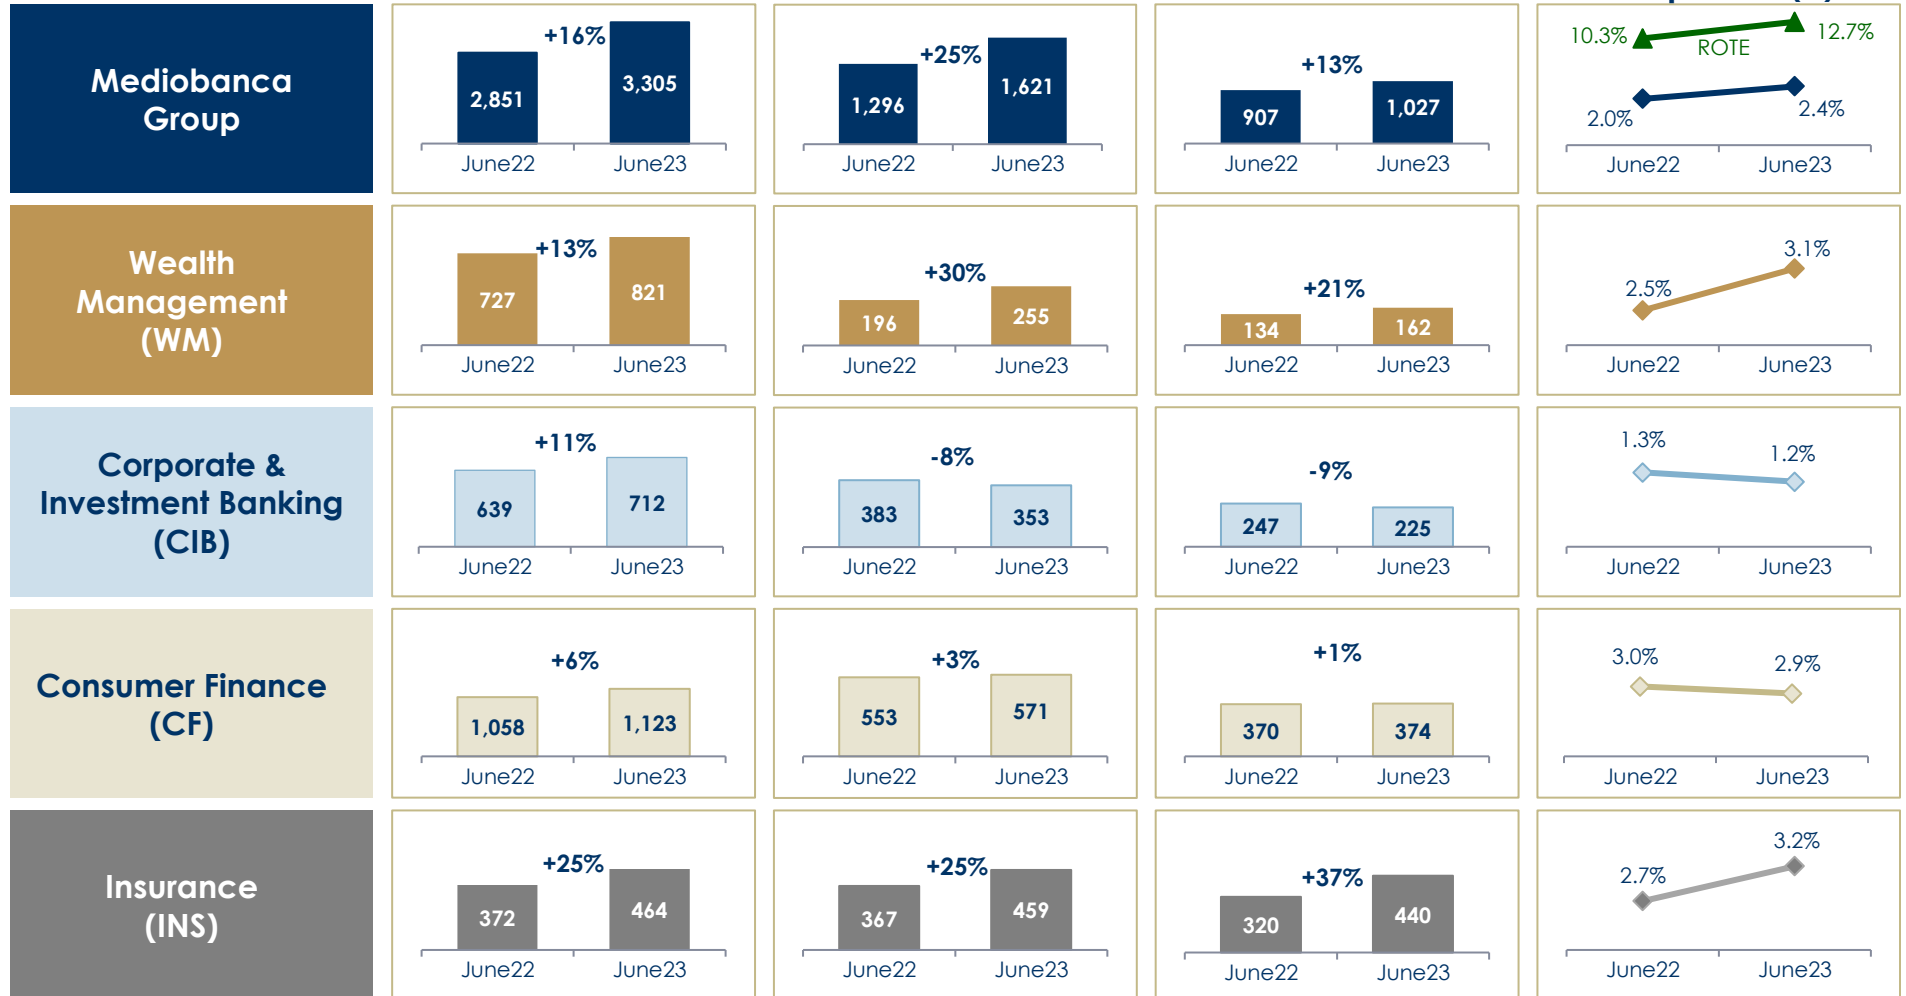 Mediobanca
Group
+16%
2,851
3,305
June22
June23
+25%
1,296
1,621
June22
June23
+13%
907
1,027
June22
June23
10.3%
ROTE
12.7%
2.0%
2.4%
June22
June23
Wealth
Management
(WM)
+13%
727
821
June22
June23
+30%
196
255
June22
June23
+21%
134
162
June22
June23
2.5%
3.1%
June22
June23
Corporate &
Investment Banking
(CIB)
+11%
639
712
June22
June23
-8%
383
353
June22
June23
-9%
247
225
June22
June23
1.3%
1.2%
June22
June23
Consumer Finance
(CF)
+6%
1,058
1,123
June22
June23
+3%
553
571
June22
June23
+1%
370
374
June22
June23
3.0%
2.9%
June22
June23
Insurance
(INS)
+25%
372
464
June22
June23
+25%
367
459
June22
June23
+37%
320
440
June22
June23
2.7%
3.2%
June22
June23